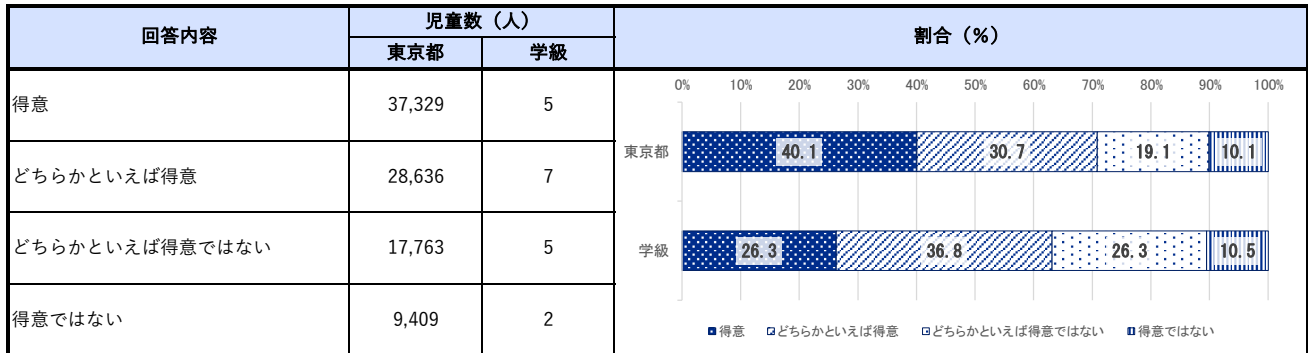 回答内容 児童数（人） 割合（%）
東京都 学級
得意 37,329 5
どちらかといえば得意 28,636 7
どちらかといえば得意ではない 17,763 5
得意ではない 9,409 2
0% 10% 20% 30% 40% 50% 60% 70% 80% 90% 100%
東京都 40.1 30.7 19.1 10.1
学級 26.3 36.8 26.3 10.5
得意 どちらかといえば得意 どちらかといえば得意ではない 得意ではない